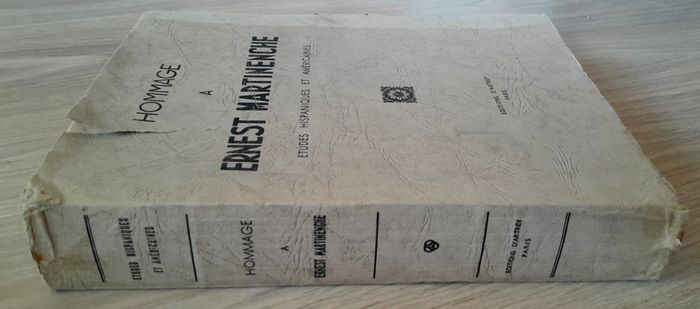 HOMMAGE
A
ERNEST MARTINENCHE
ETUDES HISPANIQUES ET AMÉRICAINES
EDITIONS D'ARTREY
PARIS
ETUDES HISPANIQUES
ET AMÉRICAINES
HOMMAGE
A
ERNEST MARTINENCHE
EDITIONS D'ARTREY
PARIS